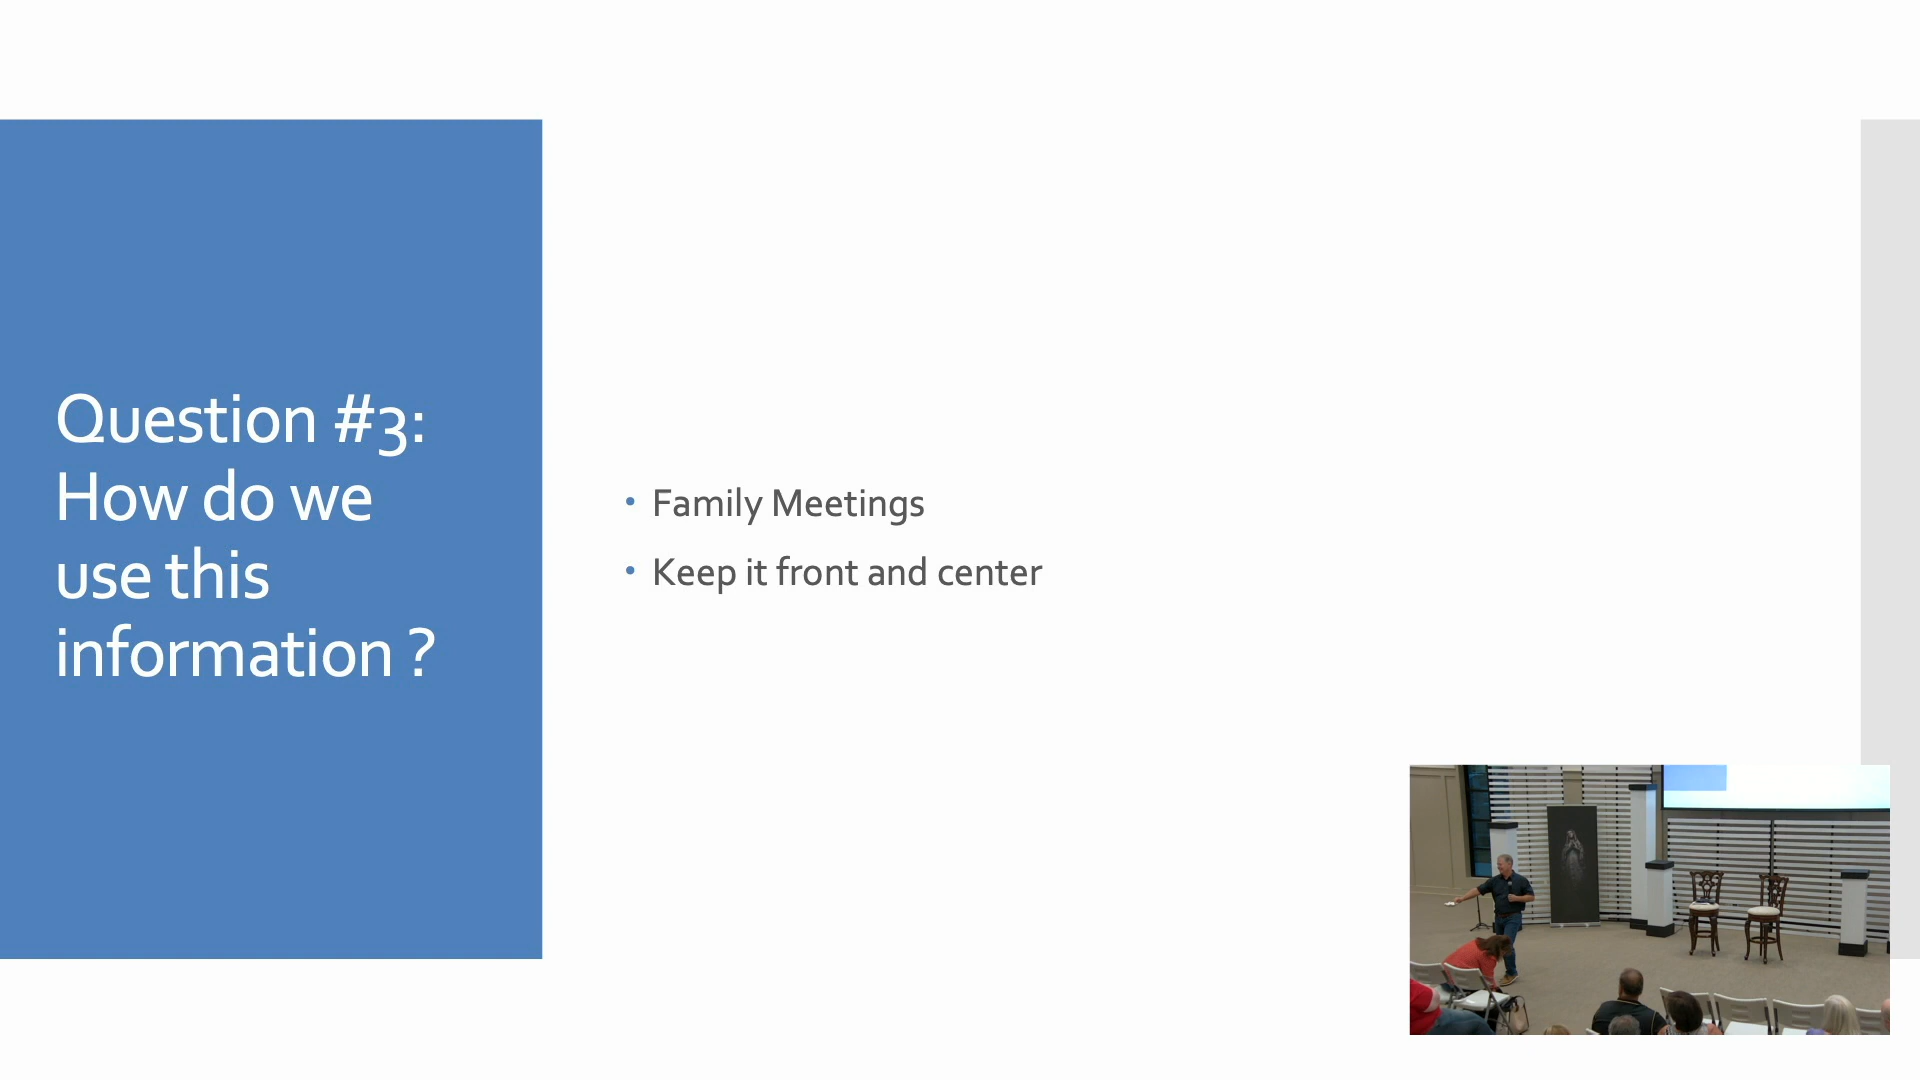 Question #3:
How do we
use this
information ?
• Family Meetings
• Keep it front and center